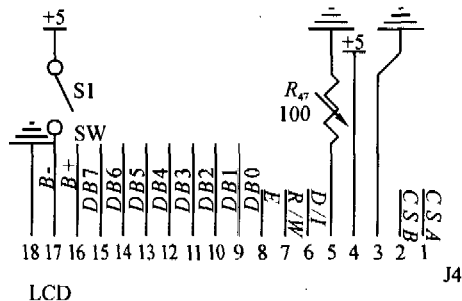 +5
S1
SW
+5
R47
100
B-
B+
DB7
DB6
DB5
DB4
DB3
DB2
DB1
DB0
E
R/W
D/I
CSB
CSA
18 17 16 15 14 13 12 11 10 9 8 7 6 5 4 3 2 1
J4
LCD